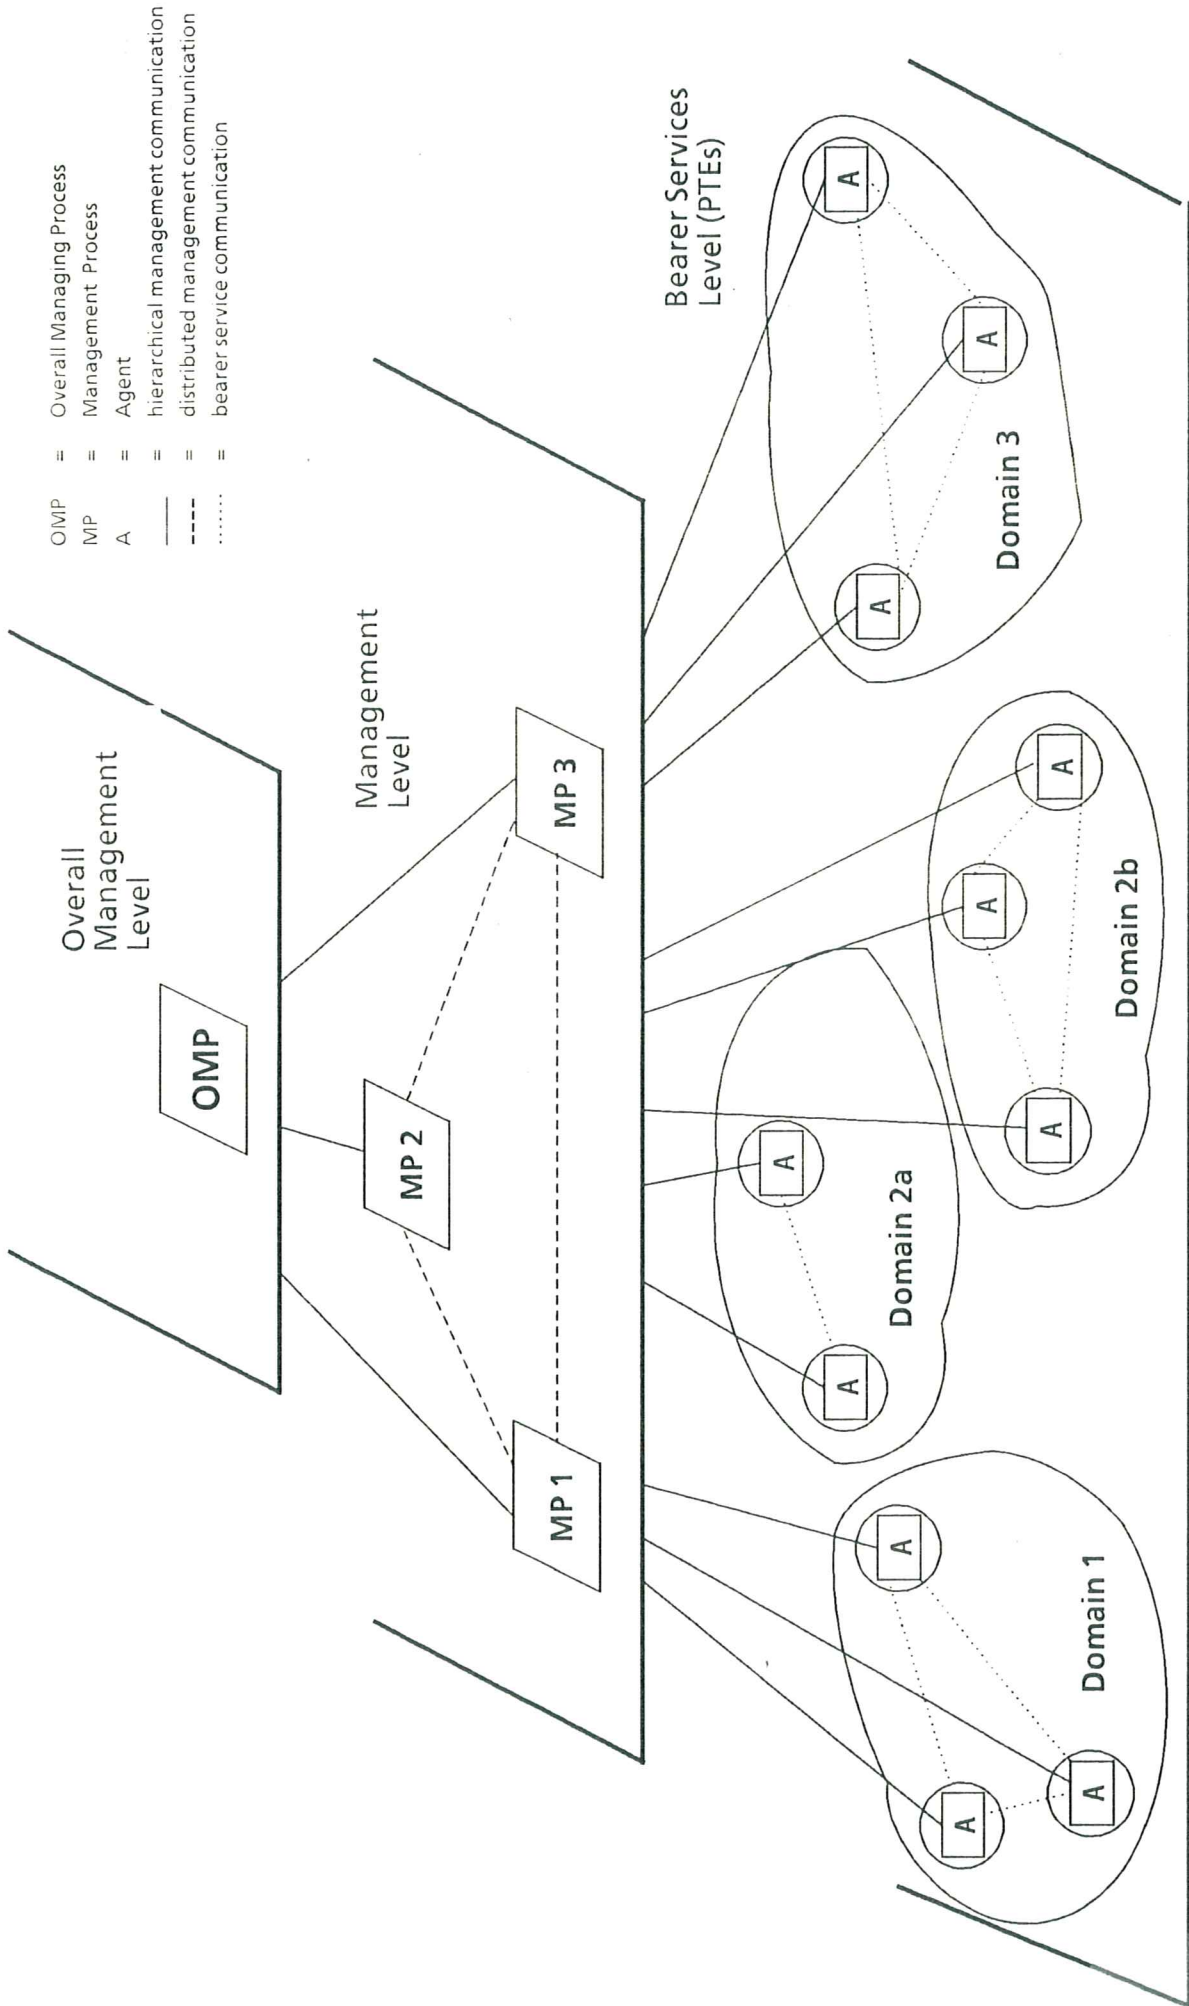 OMP = Overall Managing Process
MP = Management Process
A = Agent
——— = hierarchical management communication
---- = distributed management communication
........ = bearer service communication
Overall
Management
Level
OMP
Management
Level
MP 2
MP 1
MP 3
Bearer Services
Level (PTEs)
A
A
A
Domain 1
A
A
Domain 2a
A
A
A
Domain 2b
A
A
A
Domain 3